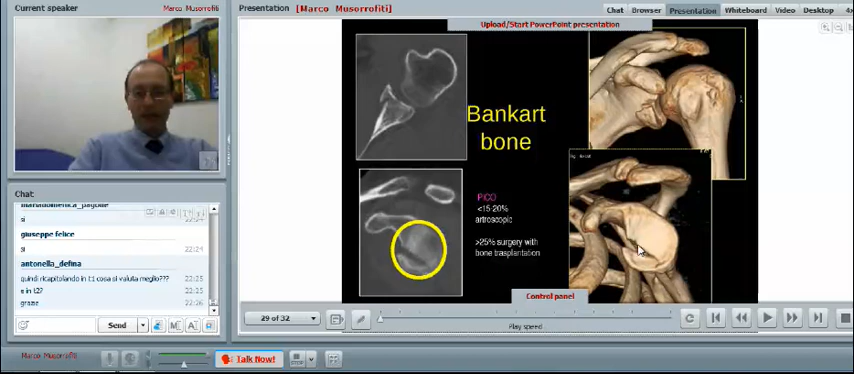 Current speaker
Marco Musorrofiti
Presentation [Marco Musorrofiti]
Chat
Browser
Presentation
Whiteboard
Video
Desktop
4x
Upload/Start PowerPoint presentation
Bankart
bone
PICO
<15-20%
artroscopic
>25% surgery with
bone trasplantation
Chat:
si
22:24
giuseppe felice
si
22:24
antonella_defina
quindi ricapitolando in t1 cosa si valuta meglio???
22:25
e in t2?
22:25
grazie
22:26
Send
Control panel
29 of 32
Play speed
Marco Musorrofiti
Talk Now!